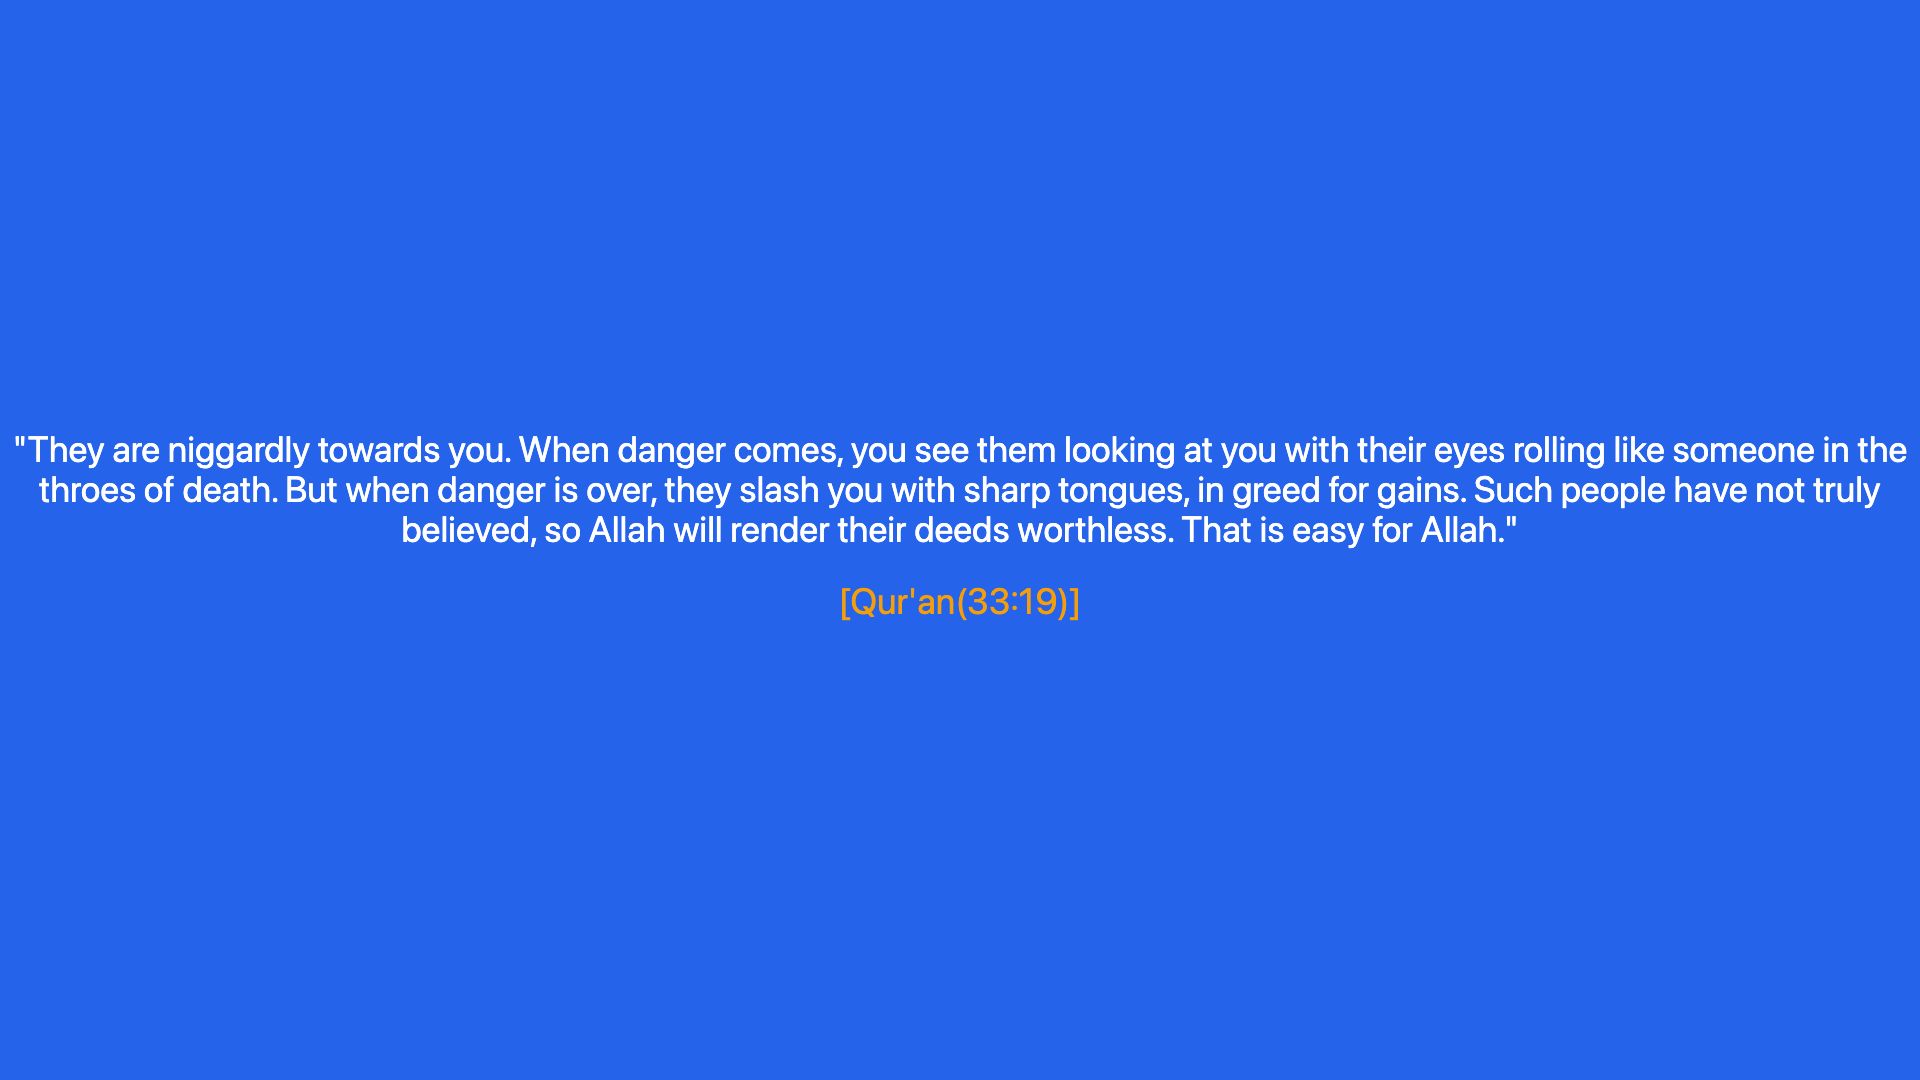 "They are niggardly towards you. When danger comes, you see them looking at you with their eyes rolling like someone in the
throes of death. But when danger is over, they slash you with sharp tongues, in greed for gains. Such people have not truly
believed, so Allah will render their deeds worthless. That is easy for Allah."
[Qur'an(33:19)]